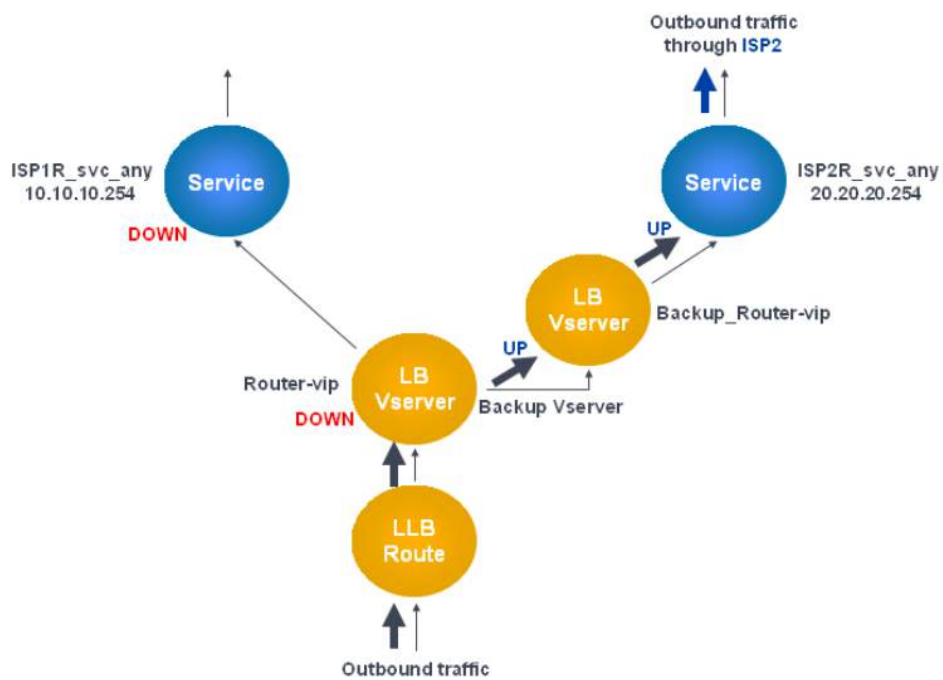 Outbound traffic
through ISP2
ISP1R_svc_any
10.10.10.254
Service
DOWN
Service
ISP2R_svc_any
20.20.20.254
UP
LB
Vserver
Backup_Router-vip
UP
Router-vip
LB
Vserver
DOWN
Backup Vserver
LLB
Route
Outbound traffic